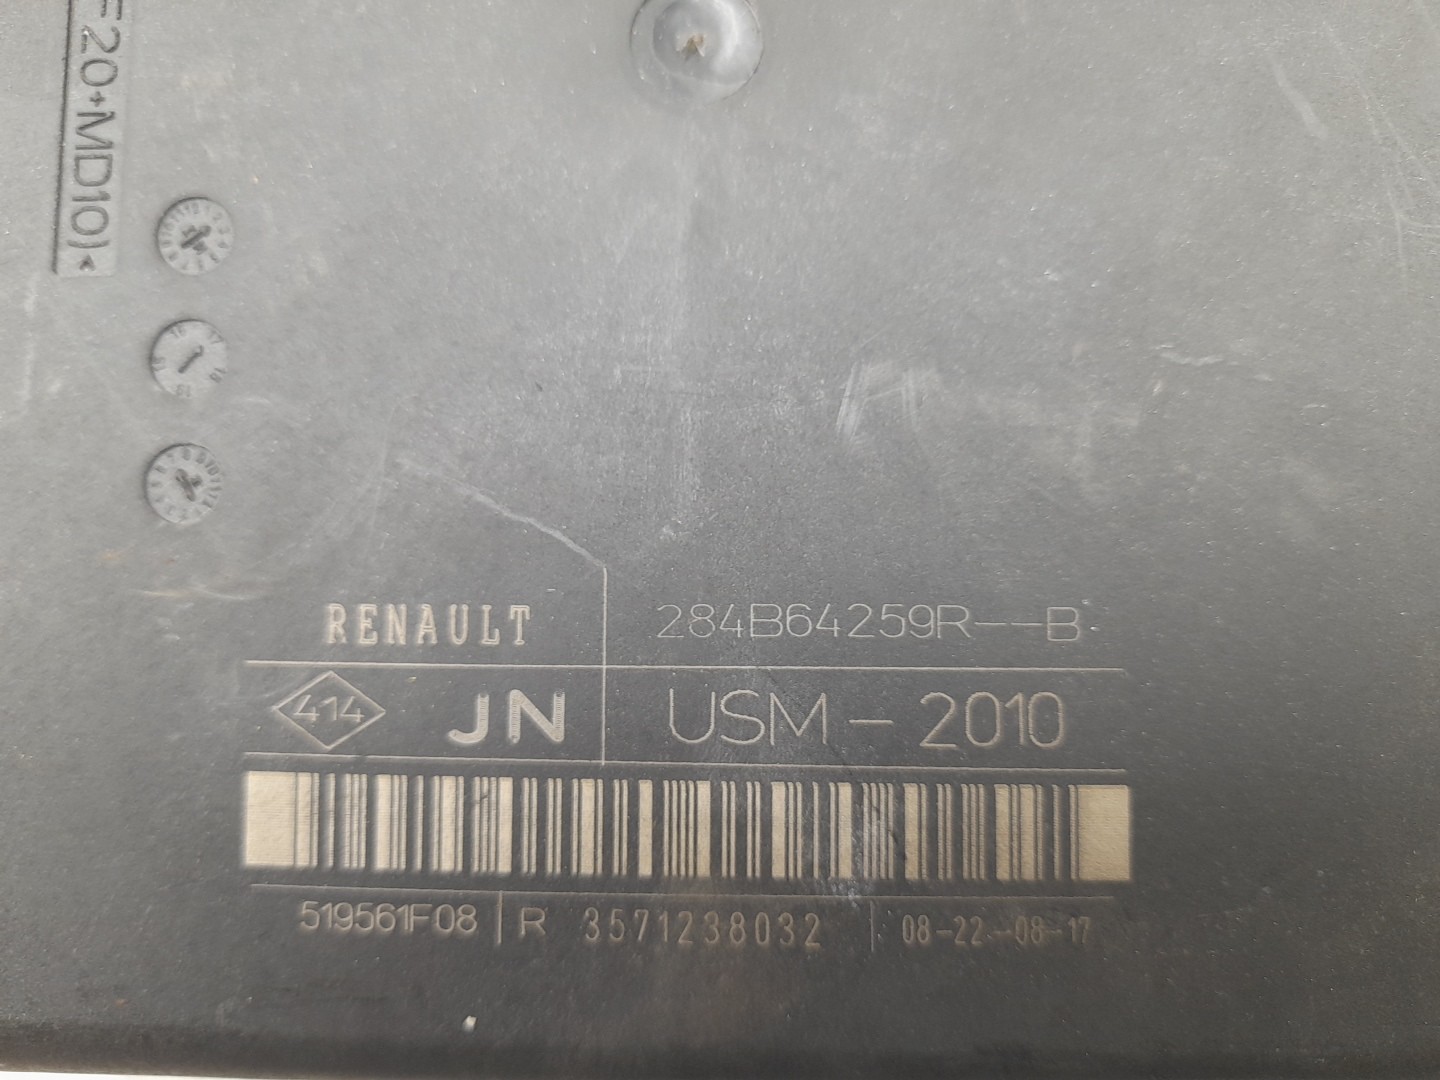 F20+MD10)<
RENAULT 284B64259R--B
414 JN USM - 2010
519561F08 R 3571238032 08-22-08-17